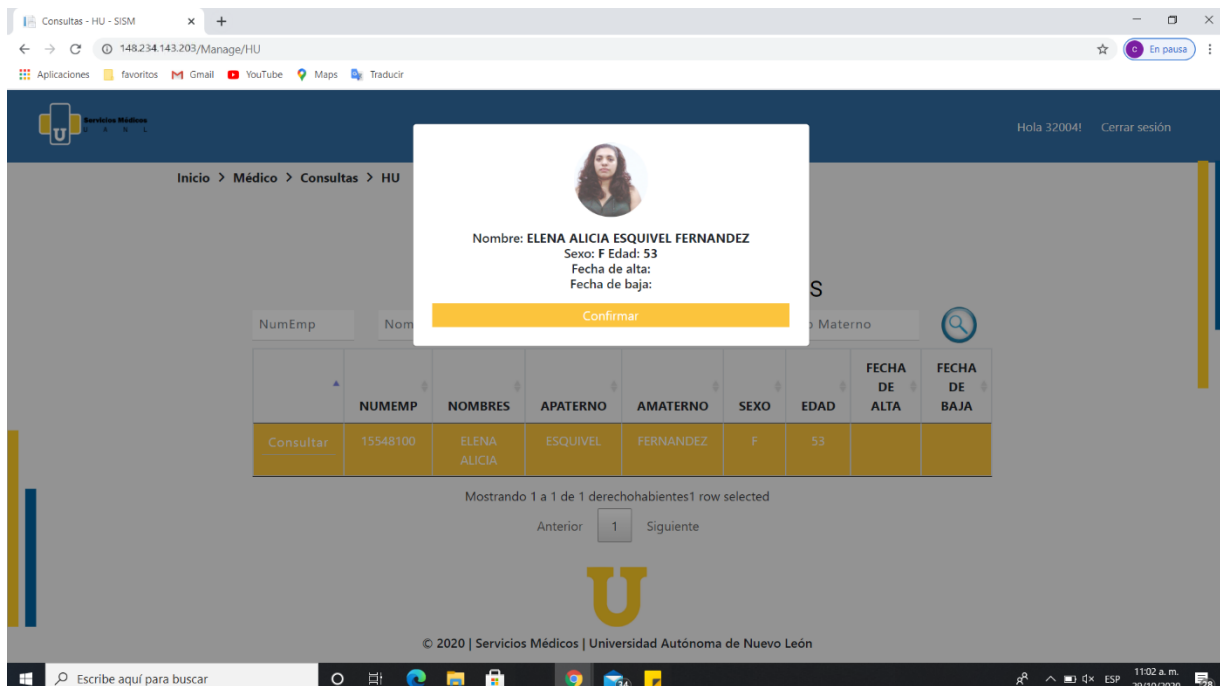 Consultas - HU - SISM
148.234.143.203/Manage/HU
C En pausa
Aplicaciones favoritos Gmail YouTube Maps Traducir
Servicios Médicos
U A N L
U
Hola 32004! Cerrar sesión
Inicio > Médico > Consultas > HU
Nombre: ELENA ALICIA ESQUIVEL FERNANDEZ
Sexo: F Edad: 53
Fecha de alta:
Fecha de baja:
Confirmar
S
NumEmp Nom o Materno
NUMEMP NOMBRES APATERNO AMATERNO SEXO EDAD FECHA DE ALTA FECHA DE BAJA
Consultar 15548100 ELENA ALICIA ESQUIVEL FERNANDEZ F 53
Mostrando 1 a 1 de 1 derechohabientes1 row selected
Anterior 1 Siguiente
U
© 2020 | Servicios Médicos | Universidad Autónoma de Nuevo León
Escribe aquí para buscar
ESP
11:02 a. m.
29/10/2020